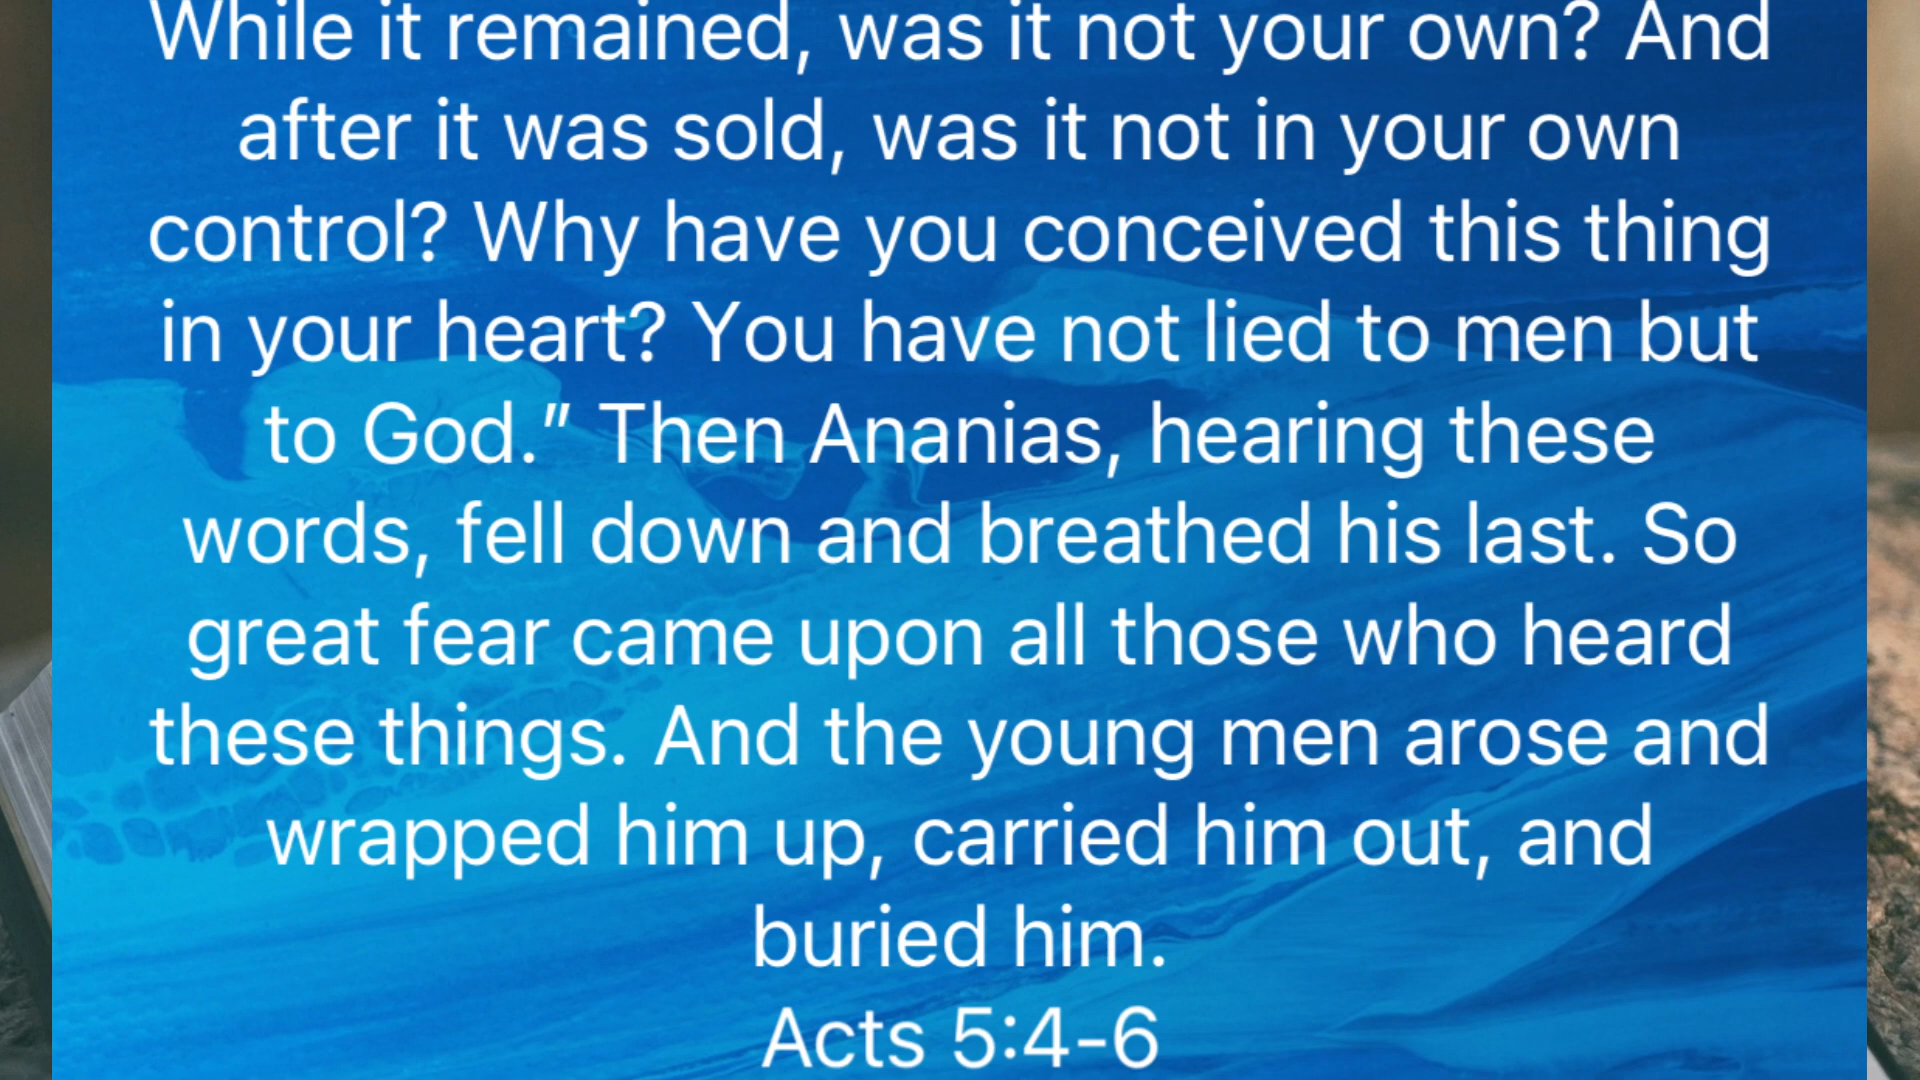 While it remained, was it not your own? And
after it was sold, was it not in your own
control? Why have you conceived this thing
in your heart? You have not lied to men but
to God.” Then Ananias, hearing these
words, fell down and breathed his last. So
great fear came upon all those who heard
these things. And the young men arose and
wrapped him up, carried him out, and
buried him.
Acts 5:4-6